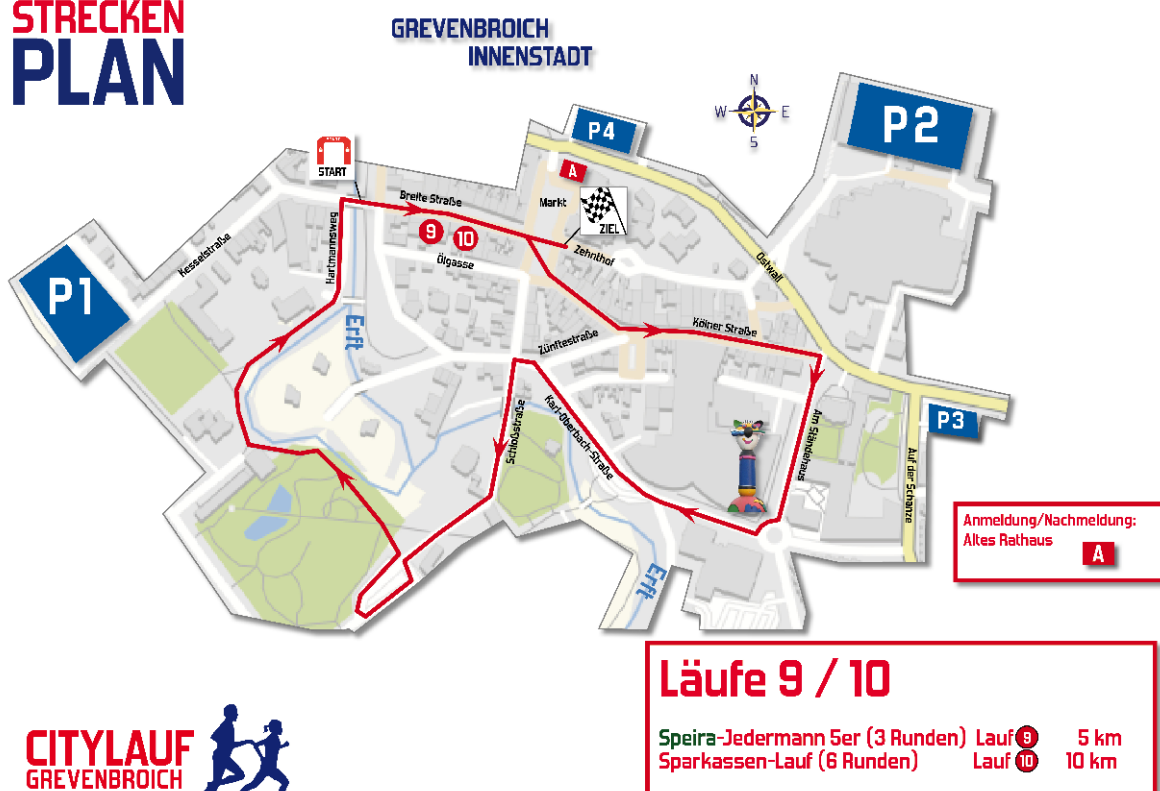 STRECKEN
PLAN
GREVENBROICH
INNENSTADT
N
W E
S
P4
P2
START
A
Breite Straße
Markt
ZIEL
9 10
Zehnthof
Ölgasse
Hartmannsweg
Kesselstraße
Ostwall
P1
Erft
Zünftestraße
Kölner Straße
Schloßstraße
Karl-Oberbach-Straße
Am Ständehaus
P3
Auf der Schanze
Erft
Anmeldung/Nachmeldung:
Altes Rathaus
A
Läufe 9 / 10
Speira-Jedermann 5er (3 Runden) Lauf 9 5 km
Sparkassen-Lauf (6 Runden) Lauf 10 10 km
CITYLAUF
GREVENBROICH